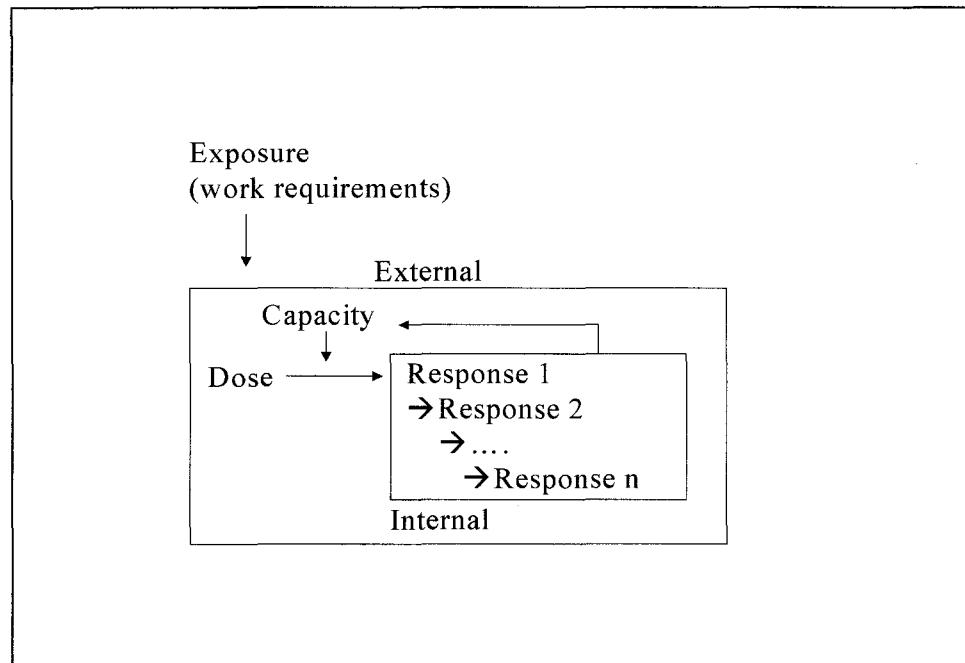 Exposure
(work requirements)
External
Capacity
Dose
Response 1
→Response 2
→....
→Response n
Internal